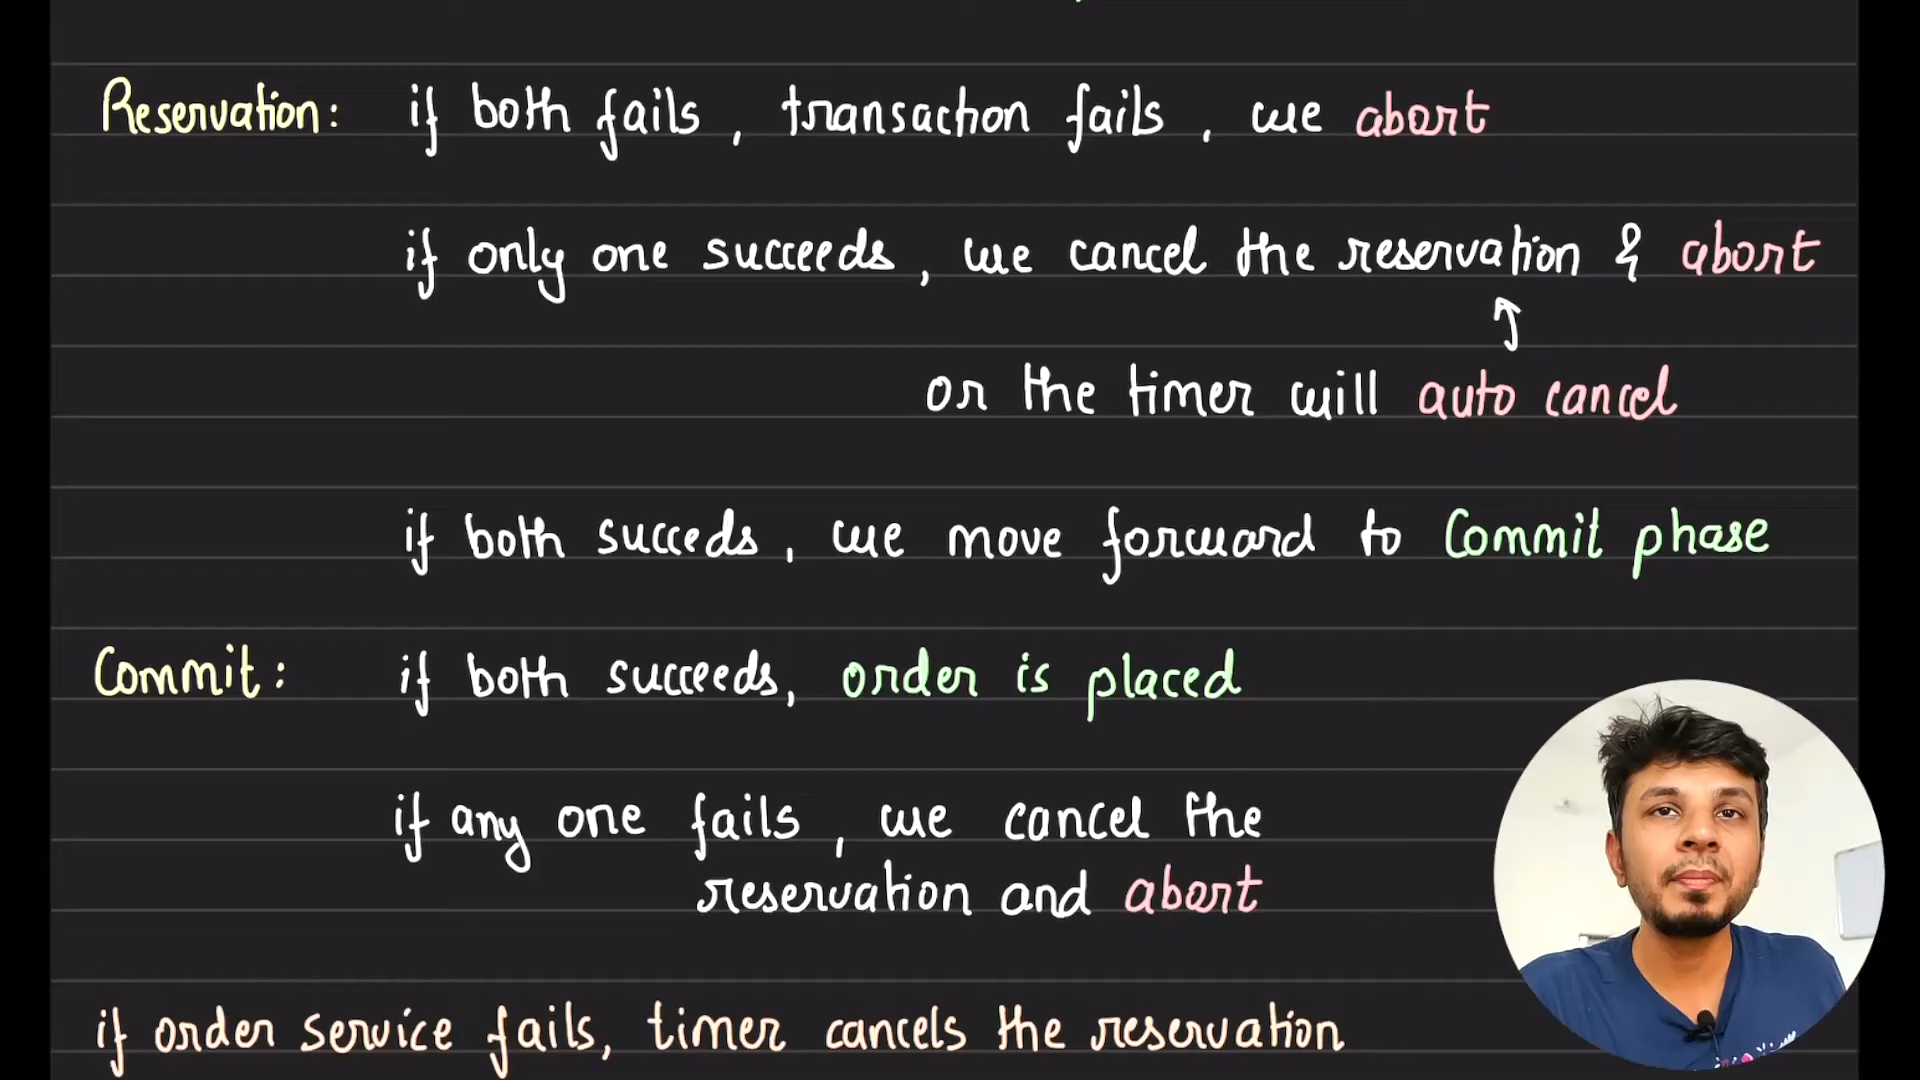 Reservation: if both fails, transaction fails, we abort
if only one succeeds, we cancel the reservation & abort
or the timer will auto cancel
if both succeds, we move forward to Commit phase
Commit: if both succeeds, order is placed
if any one fails, we cancel the
reservation and abort
if order service fails, timer cancels the reservation